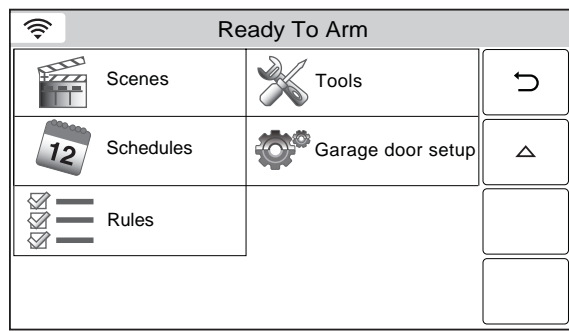 Ready To Arm
Scenes
Tools
12
Schedules
Garage door setup
Rules